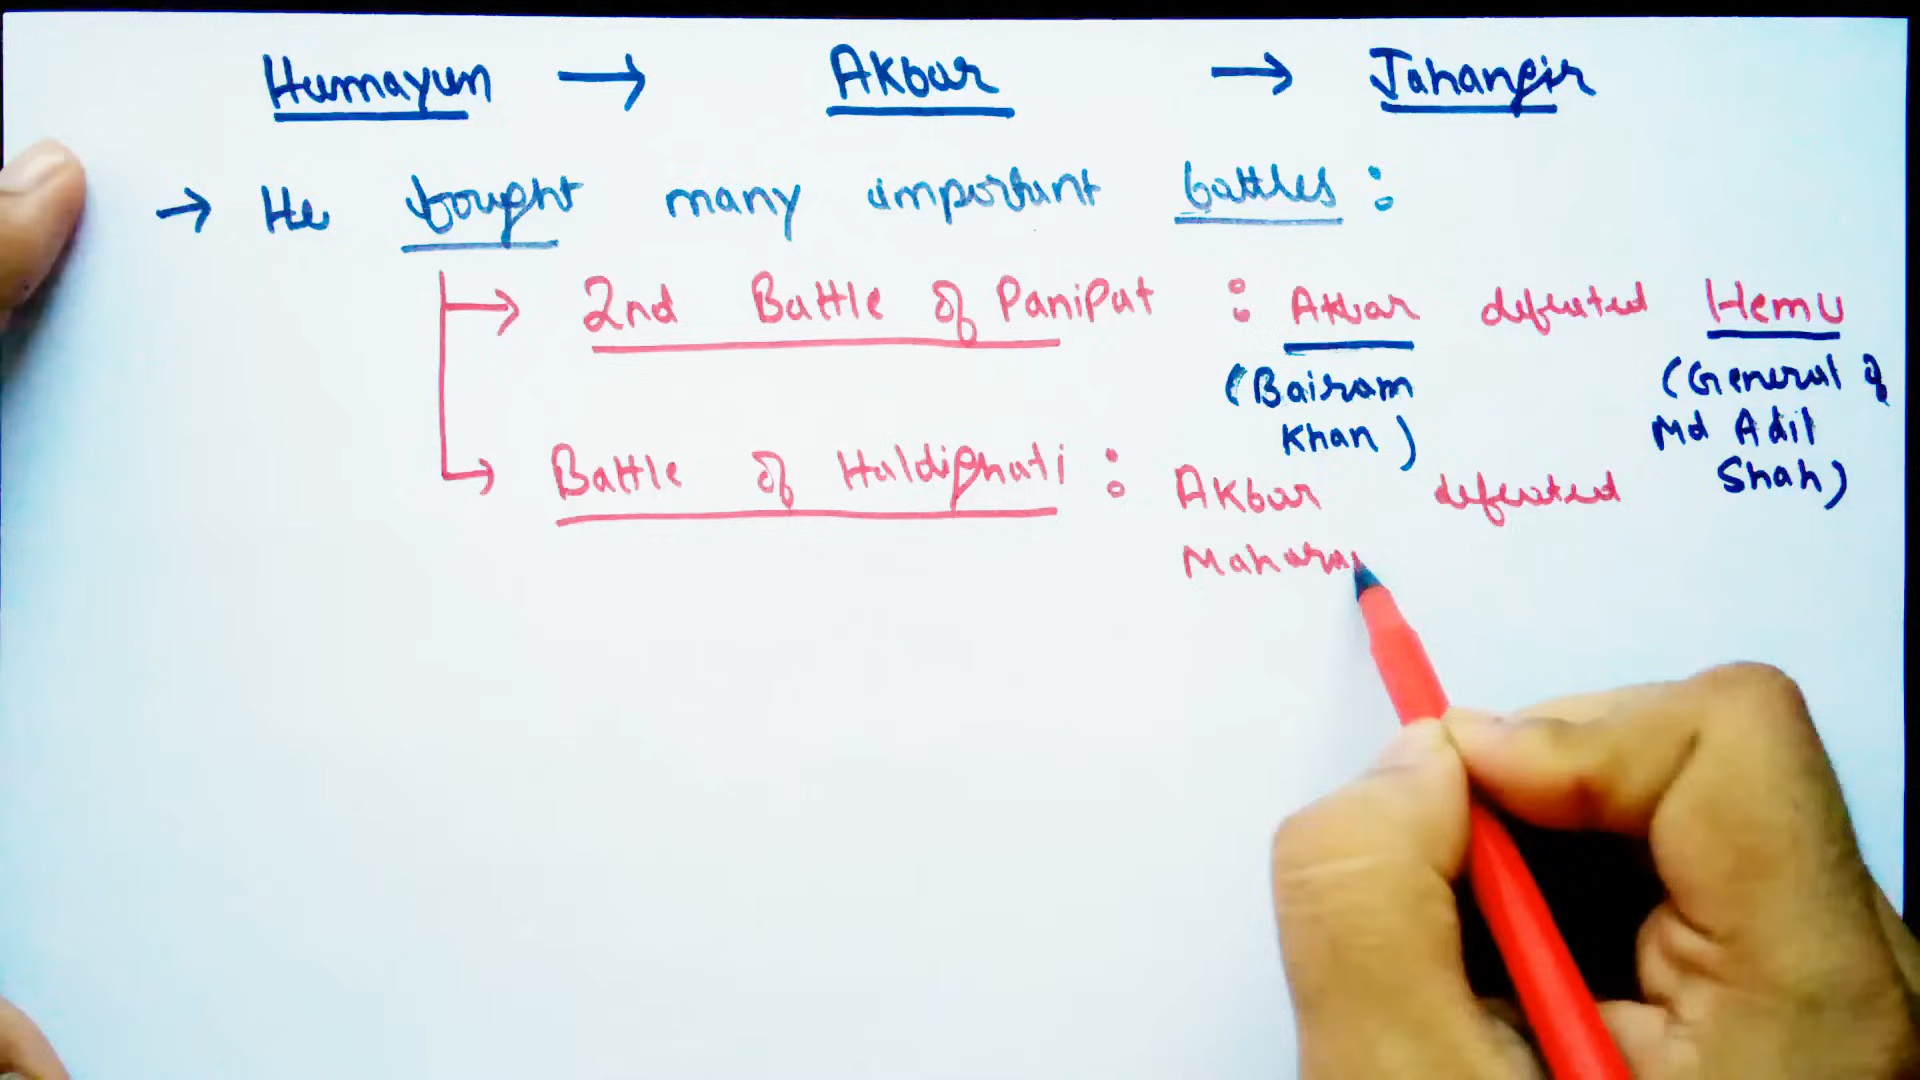 Humayun → Akbar → Jahangir
→ He fought many important battles :
→ 2nd Battle of Panipat : Akbar defeated Hemu
(Bairam Khan)
(General of Md Adil Shah)
→ Battle of Haldighati : Akbar defeated
Mahara